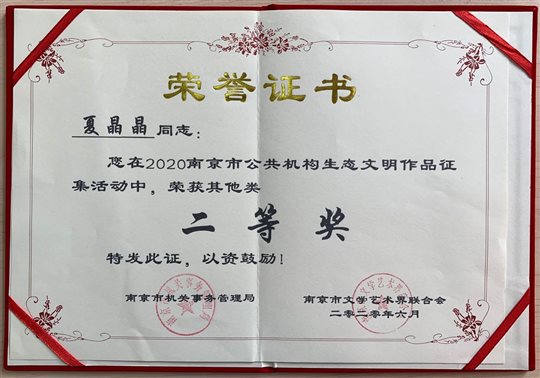 荣誉证书
夏晶晶同志：
您在2020南京市公共机构生态文明作品征
集活动中，荣获其他类
二等奖
特发此证，以资鼓励！
南京市机关事务管理局
南京市文学艺术界联合会
二〇二〇年六月